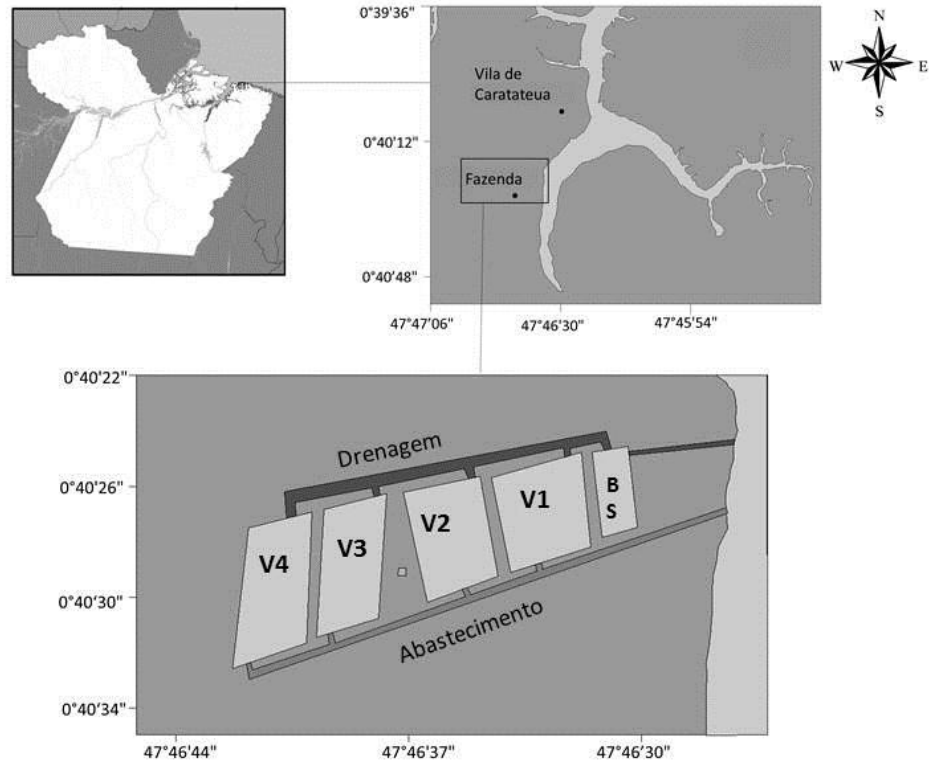 0°39'36"
N
W
E
S
Vila de
Caratateua
0°40'12"
Fazenda
0°40'48"
47°47'06"
47°46'30"
47°45'54"
0°40'22"
Drenagem
0°40'26"
B
S
V1
V2
V3
V4
0°40'30"
Abastecimento
0°40'34"
47°46'44"
47°46'37"
47°46'30"